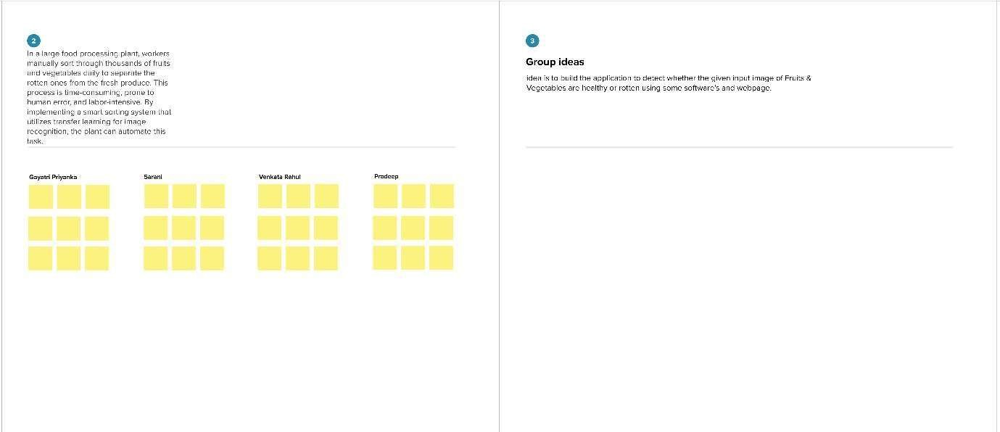 2
In a large food processing plant, workers
manually sort through thousands of fruits
and vegetables daily to separate the
rotten ones from the fresh produce. This
process is time-consuming, prone to
human error, and labor-intensive. By
implementing a smart sorting system that
utilizes transfer learning for image
recognition, the plant can automate this
task.
Gayatri Priyanka
Sarani
Venkata Rahul
Pradeep
3
Group ideas
idea is to build the application to detect whether the given input image of Fruits &
Vegetables are healthy or rotten using some software's and webpage.